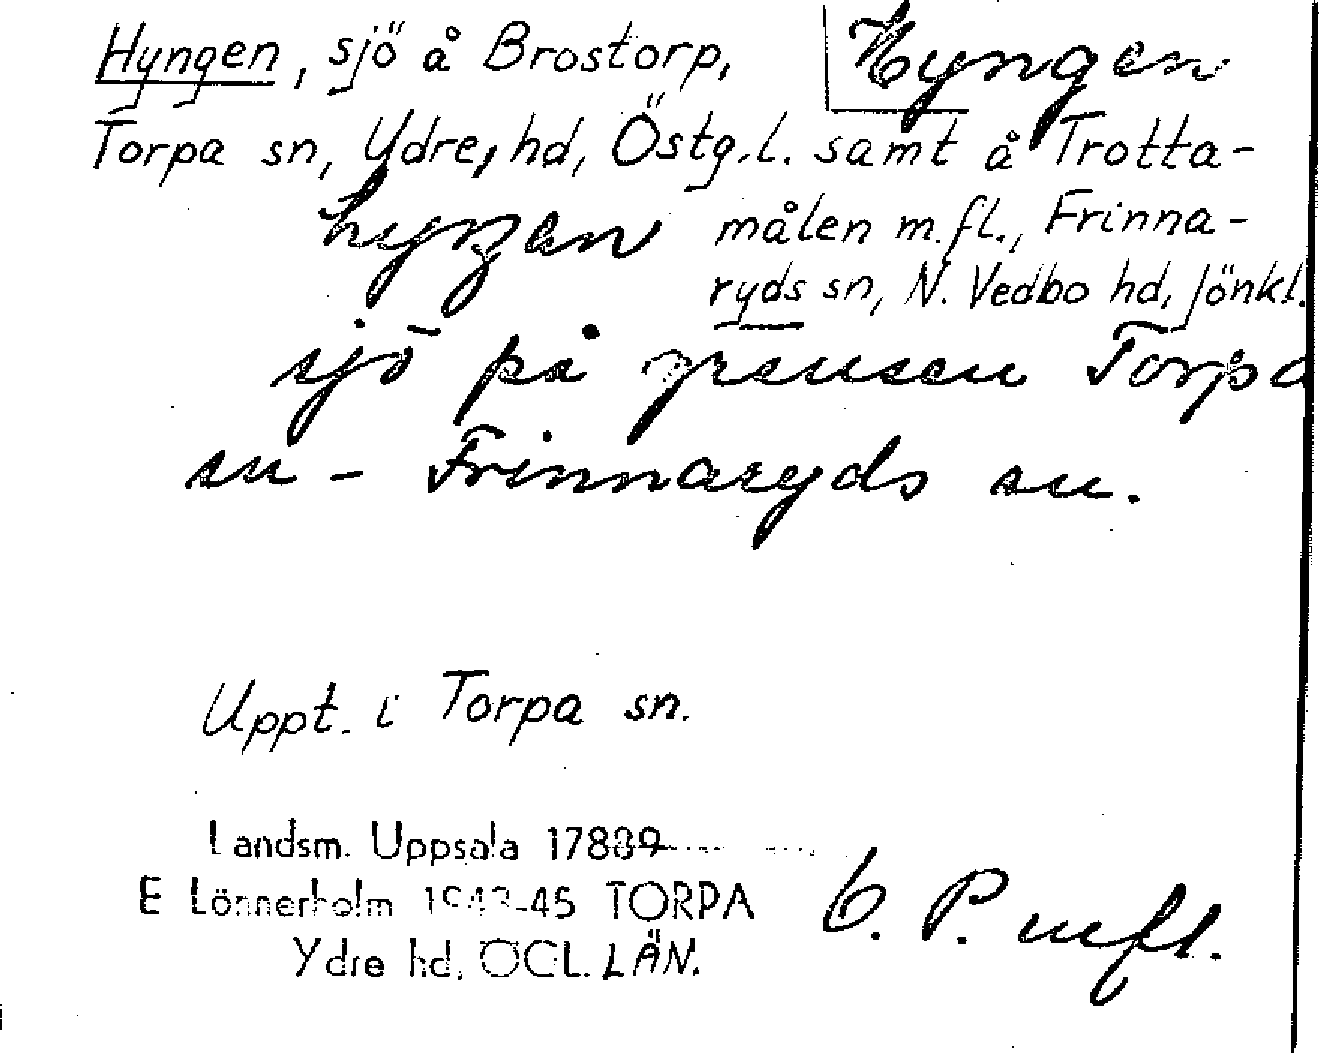 Hyngen, sjö å Brostorp,
Hyngen
Torpa sn, Ydre, hd, Östg.l. samt å Trotta-
målen m.fl., Frinna-
ryds sn, N. Vedbo hd, Jönkl.
sjö på gränsen Torpa
sn - Frinnaryds sn.
Uppt. i Torpa sn.
Landsm. Uppsala 17889
E Lönnerholm 1943-45 TORPA
Ydre hd. ÖGL. LÄN.
P. mfl.